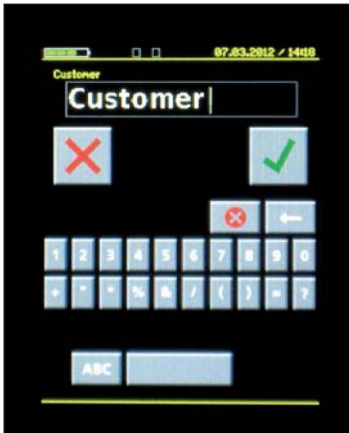 07.03.2012 / 14:18
Customer
Customer
1 2 3 4 5 6 7 8 9 0
+ " * % & / ( ) = ?
ABC